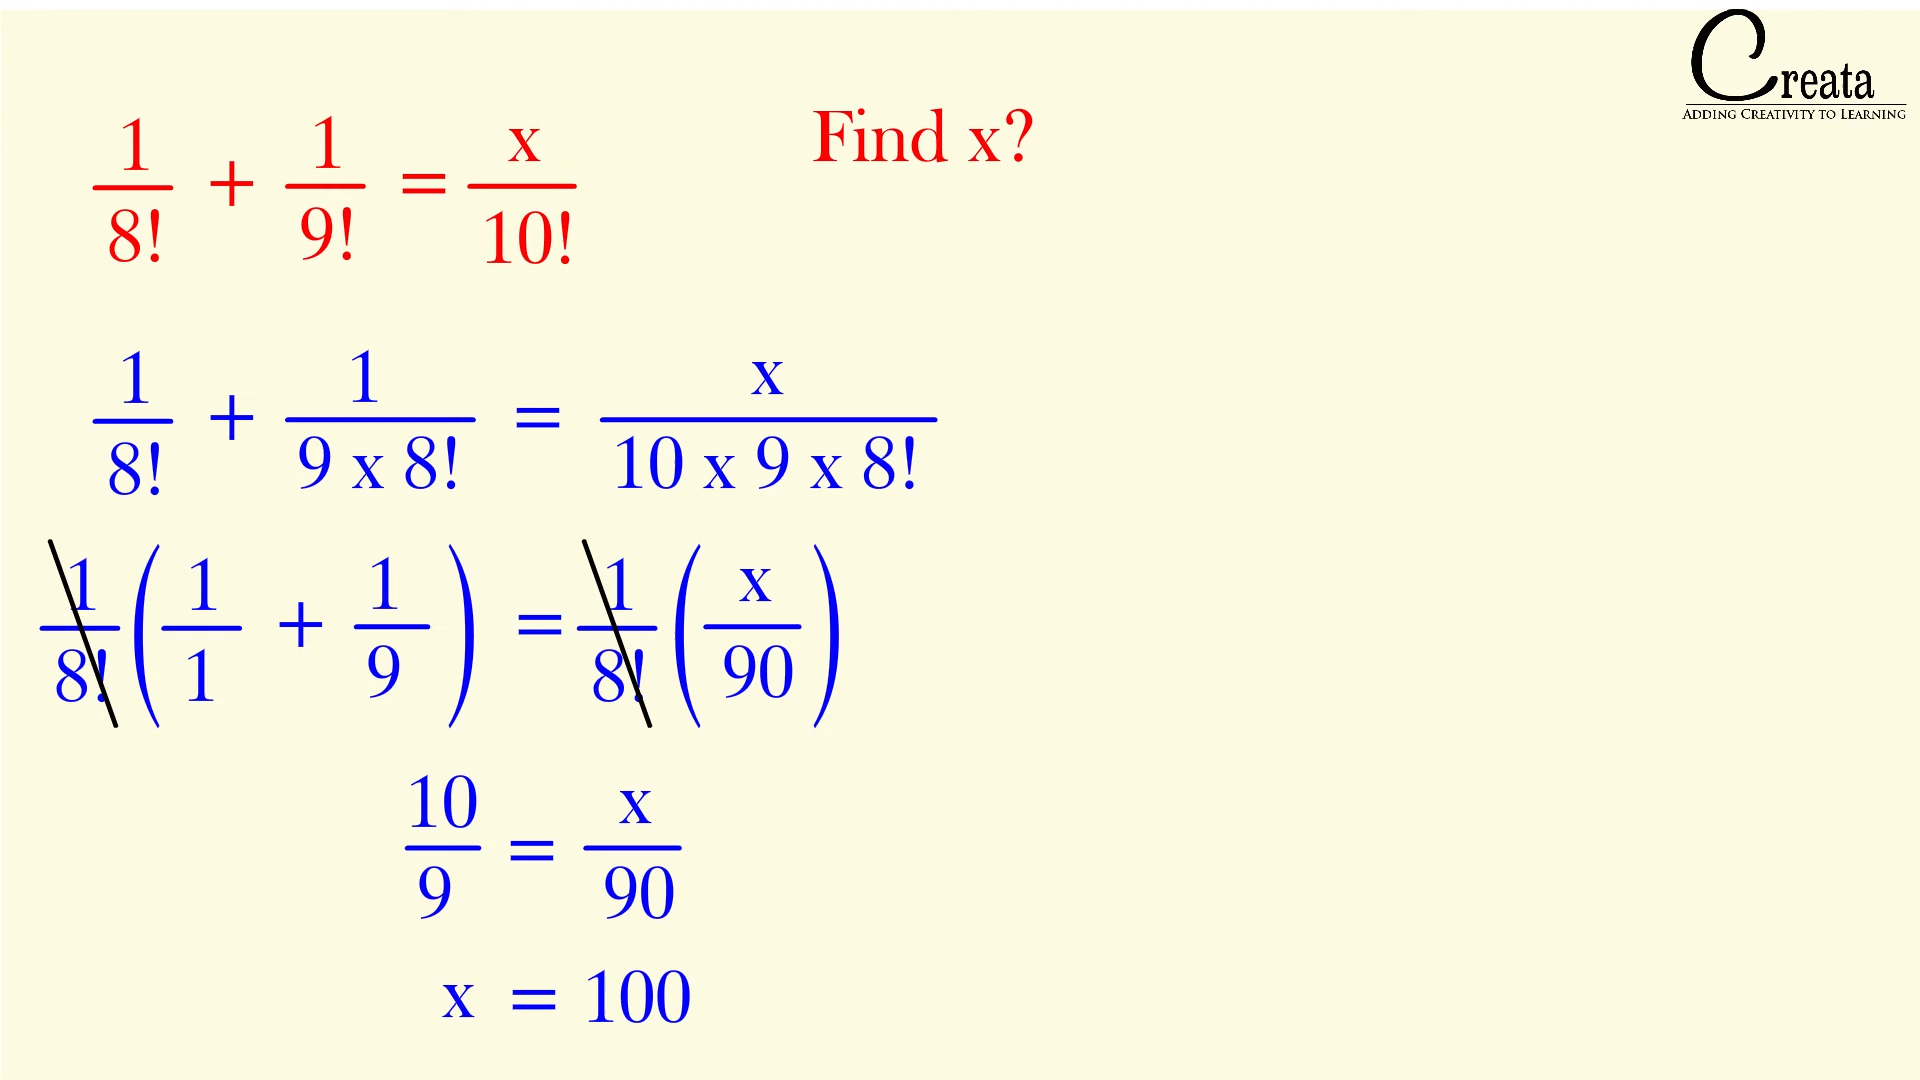 Creata
ADDING CREATIVITY TO LEARNING
1/8! + 1/9! = x/10! Find x?
1/8! + 1/(9 x 8!) = x/(10 x 9 x 8!)
1/8! (1/1 + 1/9) = 1/8! (x/90)
10/9 = x/90
x = 100